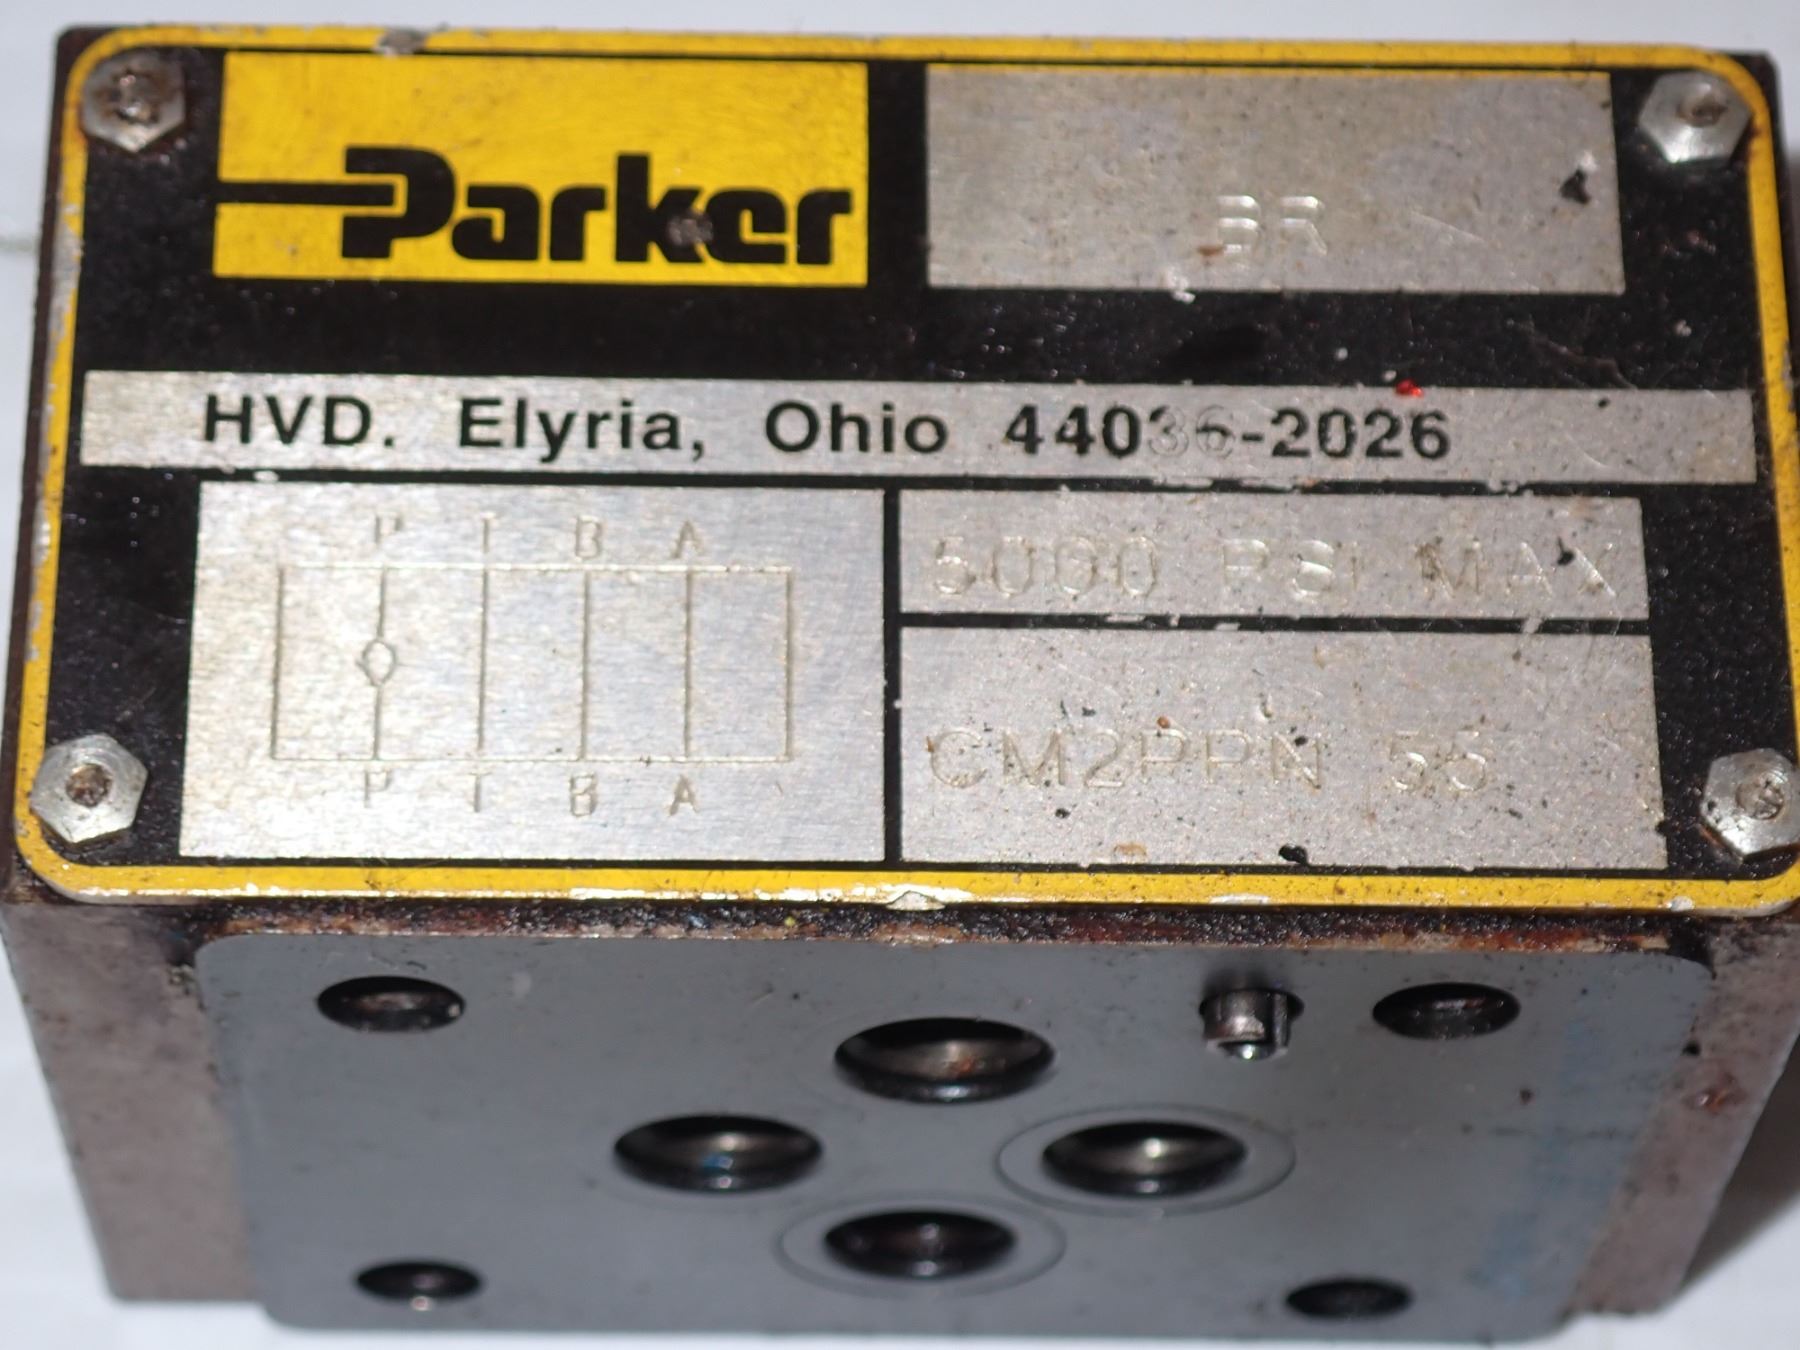 Parker
BR
HVD. Elyria, Ohio 44036-2026
P T B A
P T B A
5000 PSI MAX
CM2PPN 55